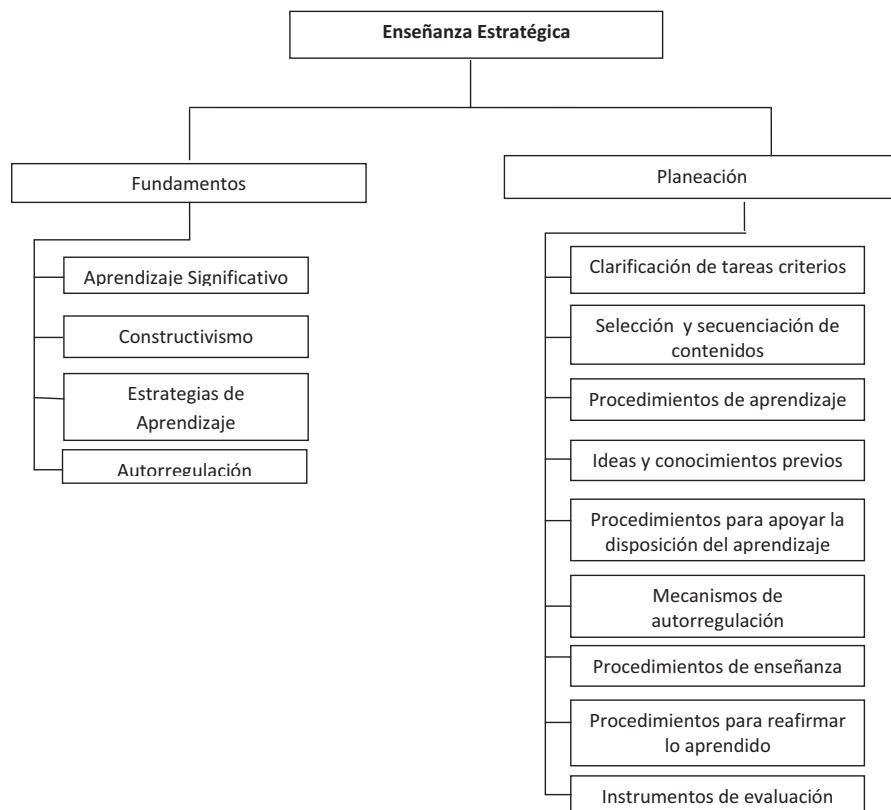 Enseñanza Estratégica
Fundamentos
Aprendizaje Significativo
Constructivismo
Estrategias de
Aprendizaje
Autorregulación
Planeación
Clarificación de tareas criterios
Selección y secuenciación de
contenidos
Procedimientos de aprendizaje
Ideas y conocimientos previos
Procedimientos para apoyar la
disposición del aprendizaje
Mecanismos de
autorregulación
Procedimientos de enseñanza
Procedimientos para reafirmar
lo aprendido
Instrumentos de evaluación